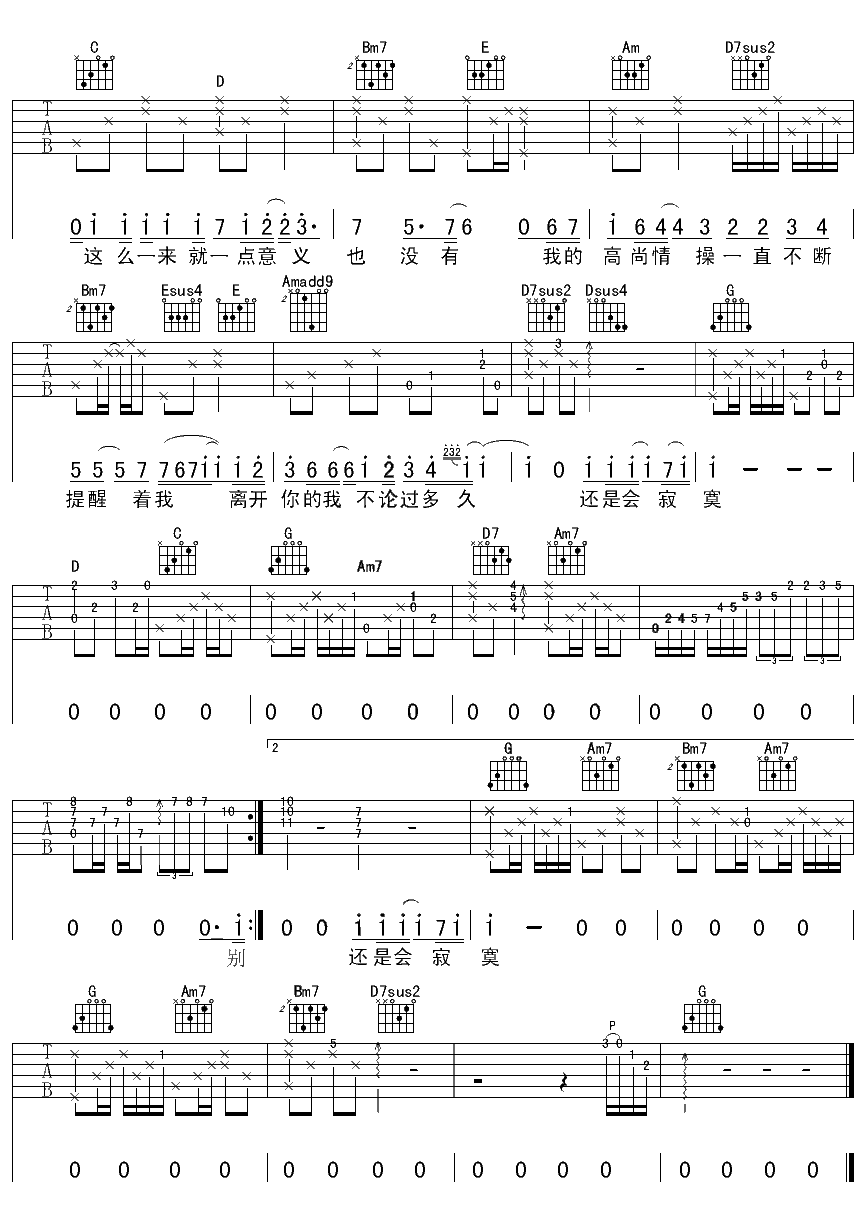 C D Bm7 E Am D7sus2
0 1 1 1 1 1 7 1 2 2 3· 7 5· 7 6 0 6 7 1 6 4 4 3 2 2 3 4
这 么 一 来 就 一 点 意 义 也 没 有 我 的 高 尚 情 操 一 直 不 断
Bm7 Esus4 E Amadd9 D7sus2 Dsus4 G
5 5 5 7 7 6 7 1 1 1 2 3 6 6 6 1 2 3 4 232 1 1 1 0 1 1 1 1 7 1 1 — — —
提 醒 着 我 离 开 你 的 我 不 论 过 多 久 还 是 会 寂 寞
D C G Am7 D7 Am7
0 0 0 0 0 0 0 0 0 0 0 0 0 0 0 0
2
G Am7 Bm7 Am7
0 0 0 0· 1 0 0 1 1 1 1 7 1 1 — 0 0 0 0 0 0
别 还 是 会 寂 寞
G Am7 Bm7 D7sus2 P G
0 0 0 0 0 0 0 0 0 0 0 0 0 0 0 0